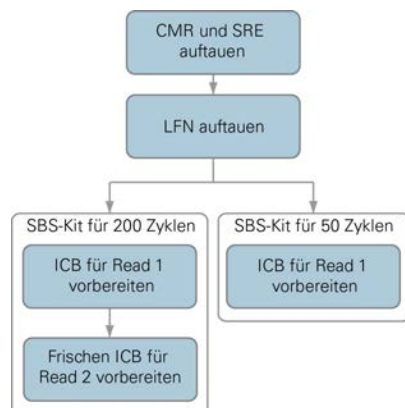 CMR und SRE
auftauen
LFN auftauen
SBS-Kit für 200 Zyklen
ICB für Read 1
vorbereiten
Frischen ICB für
Read 2 vorbereiten
SBS-Kit für 50 Zyklen
ICB für Read 1
vorbereiten